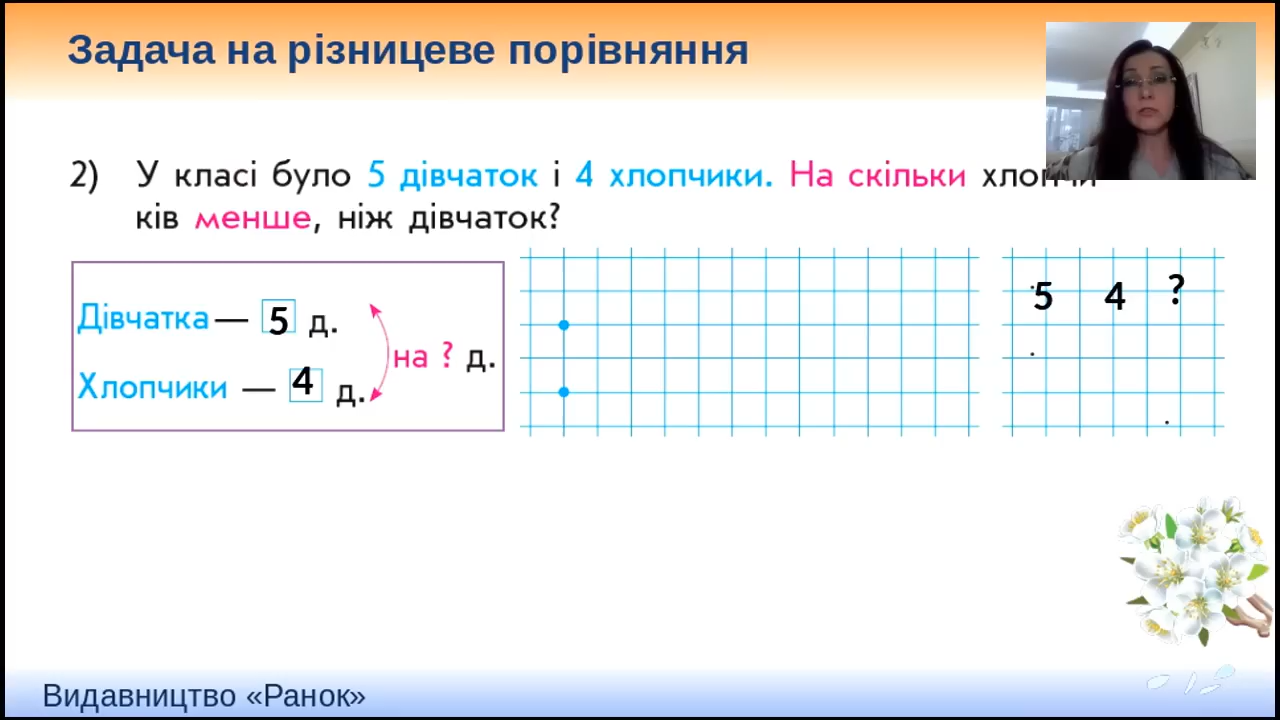 Задача на різницеве порівняння
2) У класі було 5 дівчаток і 4 хлопчики. На скільки хлопчи
ків менше, ніж дівчаток?
Дівчатка — 5 д.
на ? д.
Хлопчики — 4 д.
5 4 ?
Видавництво «Ранок»